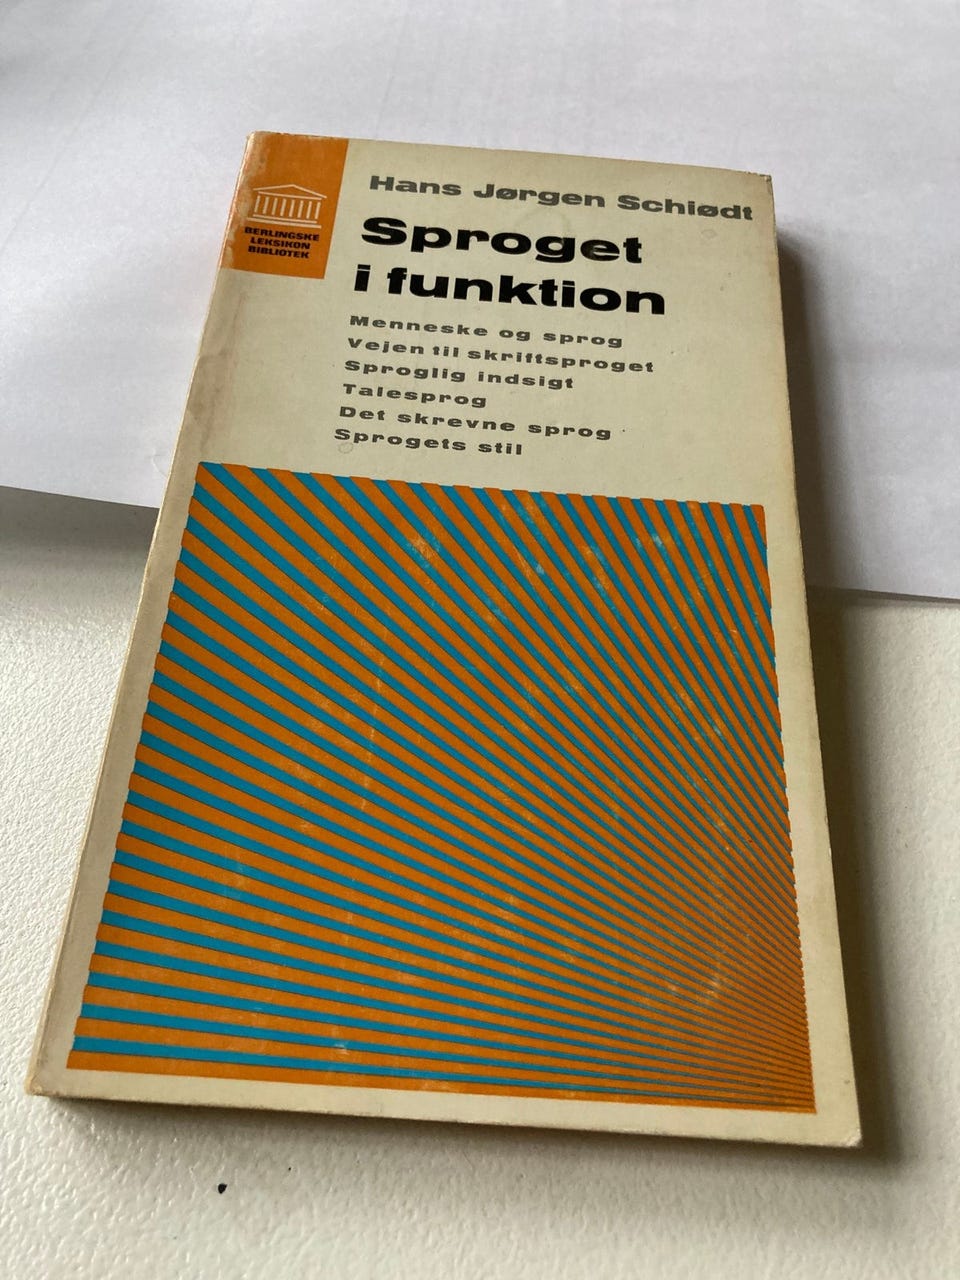 BERLINGSKE
LEKSIKON
BIBLIOTEK
Hans Jørgen Schiødt
Sproget
i funktion
Menneske og sprog
Vejen til skriftsproget
Sproglig indsigt
Talesprog
Det skrevne sprog
Sprogets stil